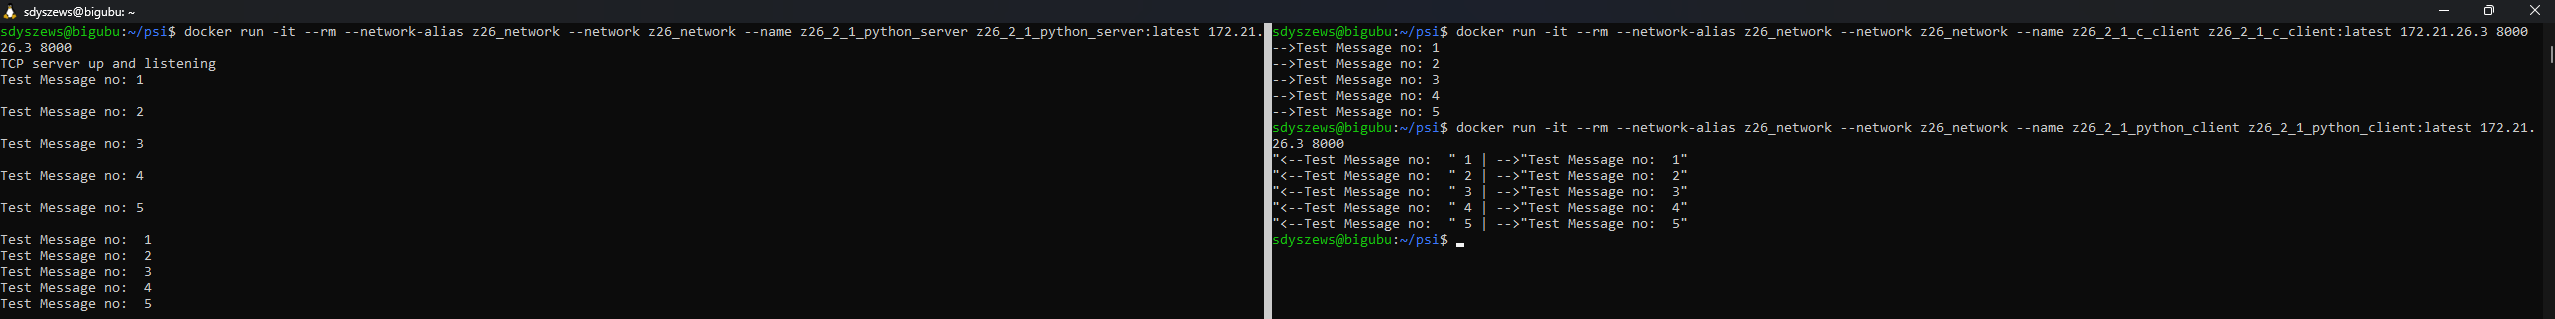 sdyszews@bigubu: ~
sdyszews@bigubu:~/psi$ docker run -it --rm --network-alias z26_network --network z26_network --name z26_2_1_python_server z26_2_1_python_server:latest 172.21.
26.3 8000
TCP server up and listening
Test Message no: 1
Test Message no: 2
Test Message no: 3
Test Message no: 4
Test Message no: 5
Test Message no:  1
Test Message no:  2
Test Message no:  3
Test Message no:  4
Test Message no:  5
sdyszews@bigubu:~/psi$ docker run -it --rm --network-alias z26_network --network z26_network --name z26_2_1_c_client z26_2_1_c_client:latest 172.21.26.3 8000
-->Test Message no: 1
-->Test Message no: 2
-->Test Message no: 3
-->Test Message no: 4
-->Test Message no: 5
sdyszews@bigubu:~/psi$ docker run -it --rm --network-alias z26_network --network z26_network --name z26_2_1_python_client z26_2_1_python_client:latest 172.21.
26.3 8000
"<--Test Message no:  " 1 | -->"Test Message no:  1"
"<--Test Message no:  " 2 | -->"Test Message no:  2"
"<--Test Message no:  " 3 | -->"Test Message no:  3"
"<--Test Message no:  " 4 | -->"Test Message no:  4"
"<--Test Message no:  " 5 | -->"Test Message no:  5"
sdyszews@bigubu:~/psi$